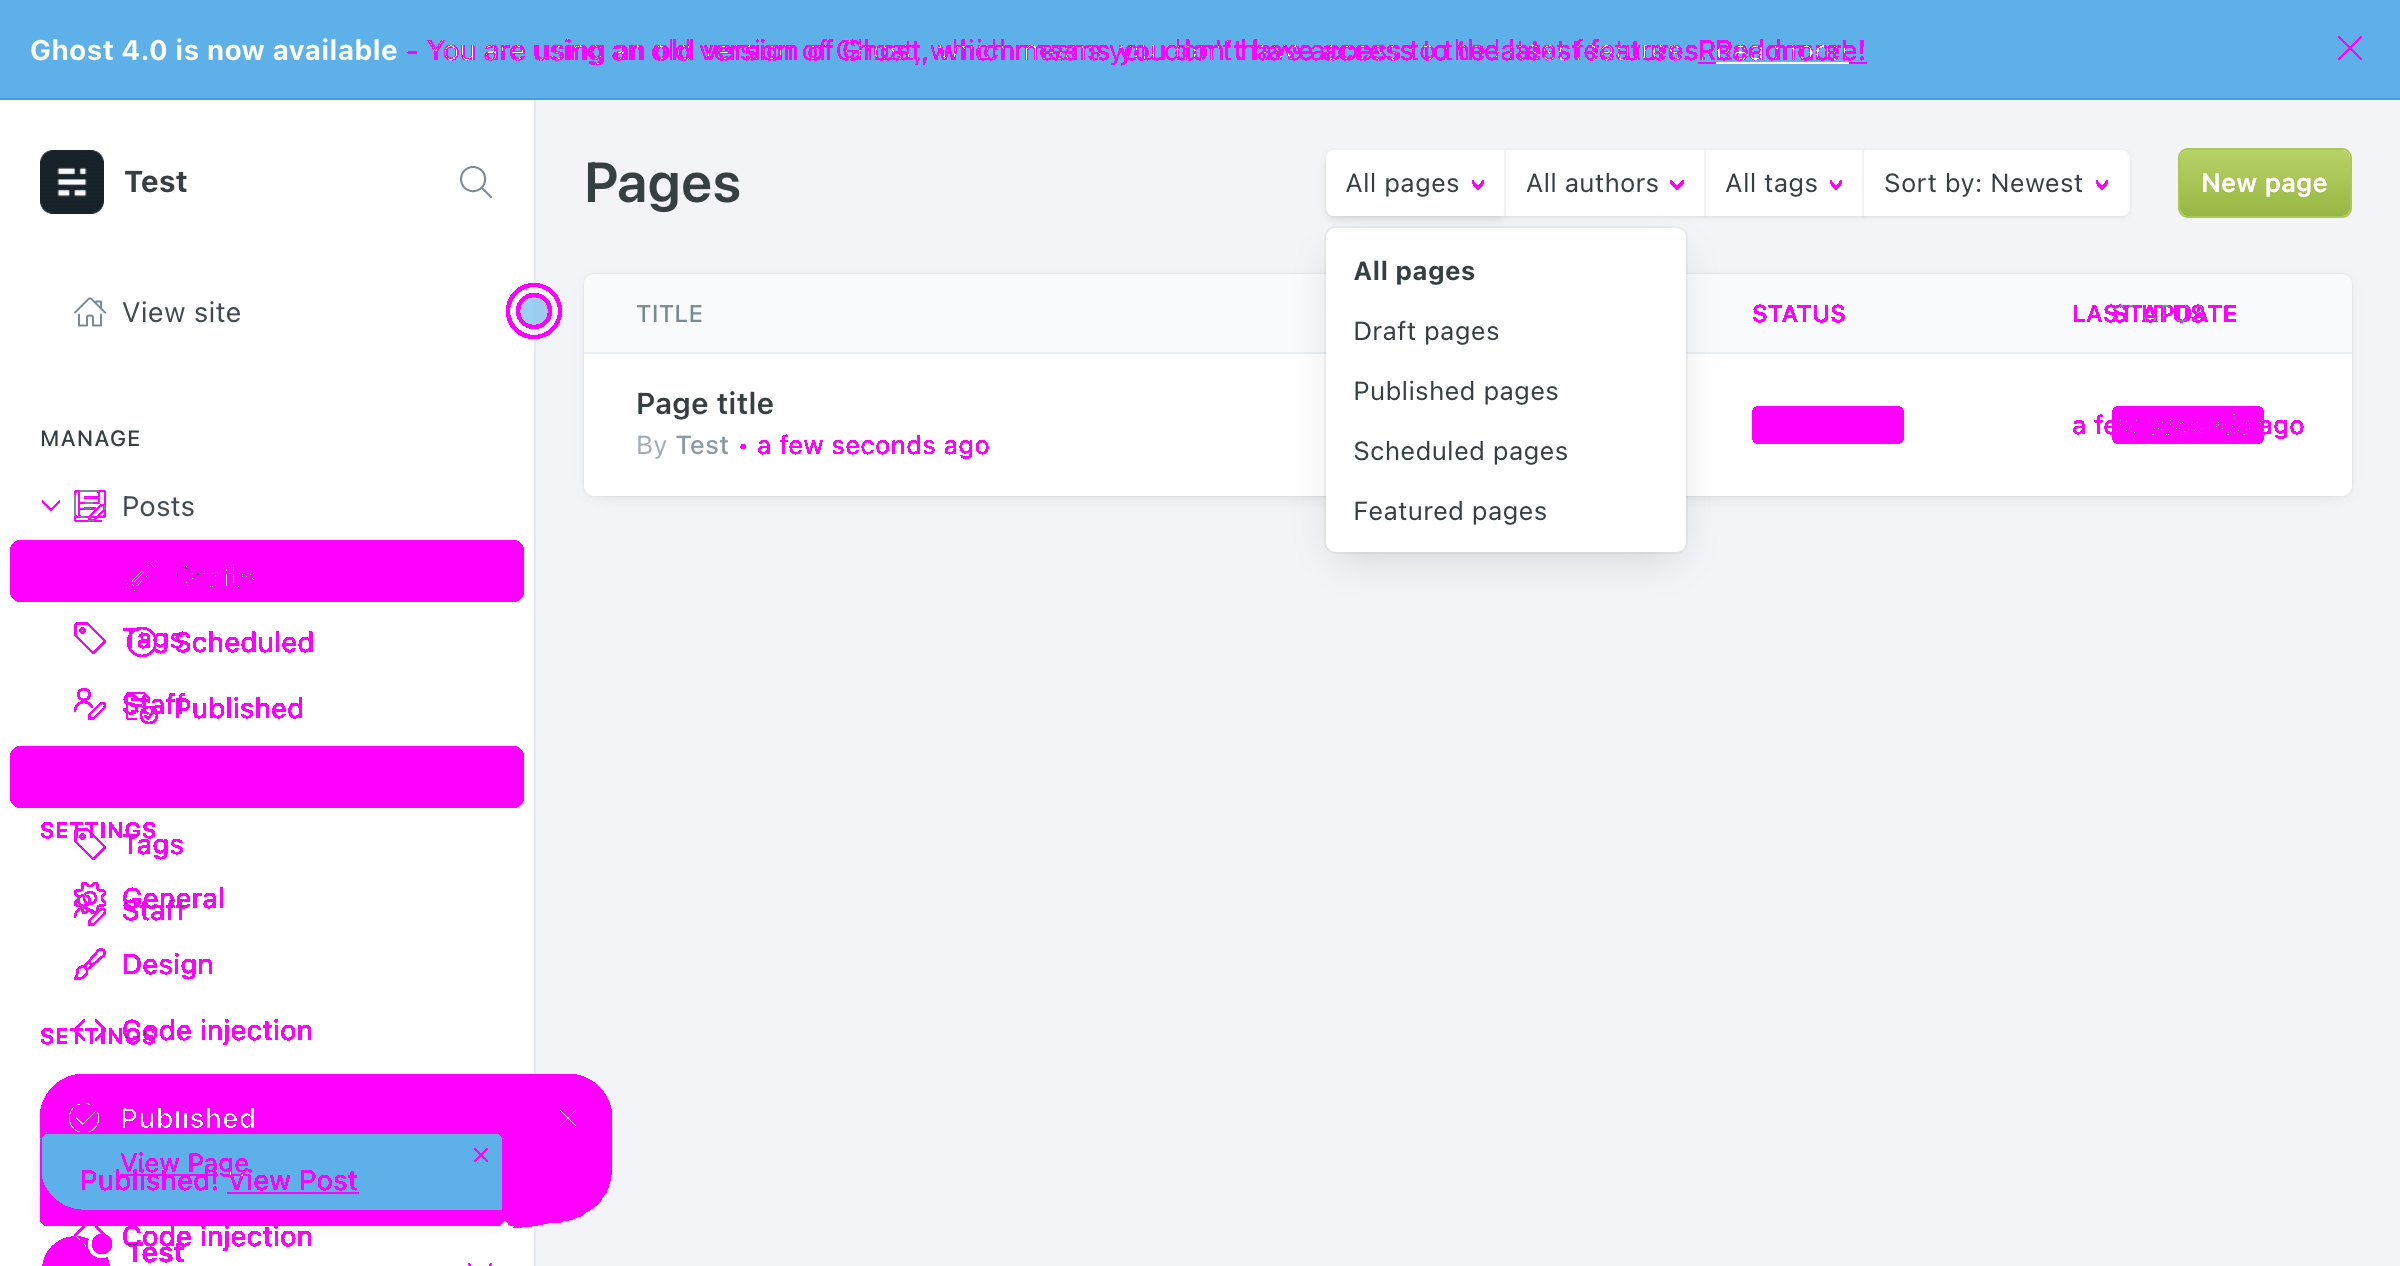 Ghost 4.0 is now available - You are using an old version of Ghost, which means you don't have access to the latest features. Read more!
Test
View site
MANAGE
Posts
Drafts
Tags
Scheduled
Staff
Published
SETTINGS
Tags
General
Staff
Design
Code injection
SETTINGS
Published
View Page
Published! View Post
Code injection
Test
Pages
All pages
All authors
All tags
Sort by: Newest
New page
All pages
Draft pages
Published pages
Scheduled pages
Featured pages
TITLE
STATUS
LAST UPDATE
STATUS
Page title
By Test • a few seconds ago
a few seconds ago